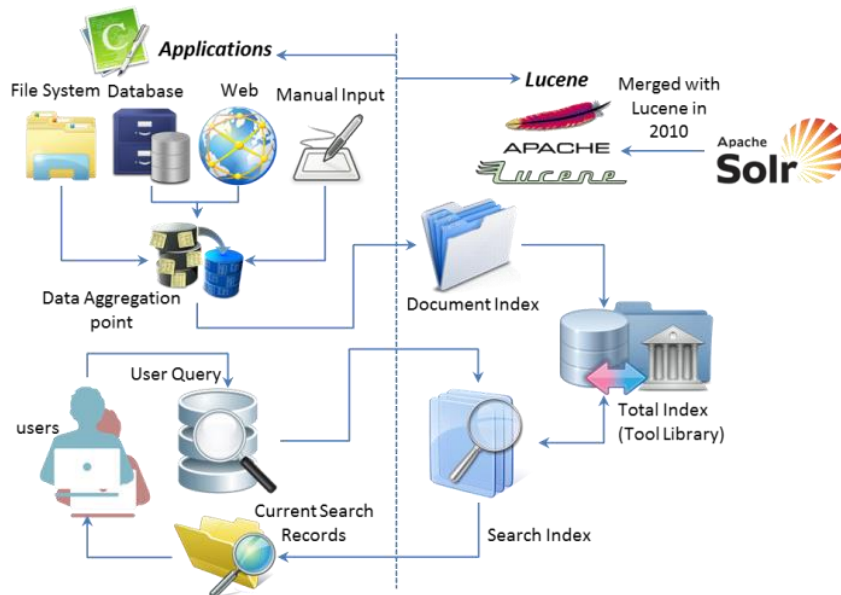 Applications
File System
Database
Web
Manual Input
Lucene
Merged with
Lucene in
2010
APACHE
Lucene
Apache
Solr
Data Aggregation
point
Document Index
Total Index
(Tool Library)
User Query
users
Current Search
Records
Search Index
C